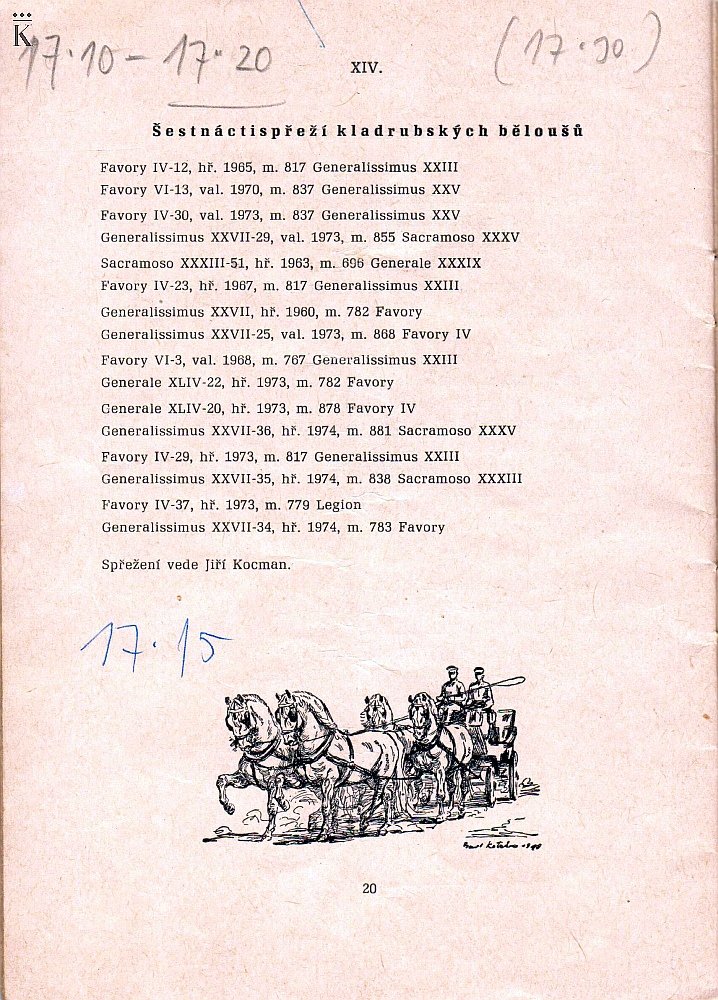 K
17.10 - 17.20
(17.30)
XIV.
Šestnáctispřeží kladrubských běloušů
Favory IV-12, hř. 1965, m. 817 Generalissimus XXIII
Favory VI-13, val. 1970, m. 837 Generalissimus XXV
Favory IV-30, val. 1973, m. 837 Generalissimus XXV
Generalissimus XXVII-29, val. 1973, m. 855 Sacramoso XXXV
Sacramoso XXXIII-51, hř. 1963, m. 696 Generale XXXIX
Favory IV-23, hř. 1967, m. 817 Generalissimus XXIII
Generalissimus XXVII, hř. 1960, m. 782 Favory
Generalissimus XXVII-25, val. 1973, m. 868 Favory IV
Favory VI-3, val. 1968, m. 767 Generalissimus XXIII
Generale XLIV-22, hř. 1973, m. 782 Favory
Generale XLIV-20, hř. 1973, m. 878 Favory IV
Generalissimus XXVII-36, hř. 1974, m. 881 Sacramoso XXXV
Favory IV-29, hř. 1973, m. 817 Generalissimus XXIII
Generalissimus XXVII-35, hř. 1974, m. 838 Sacramoso XXXIII
Favory IV-37, hř. 1973, m. 779 Legion
Generalissimus XXVII-34, hř. 1974, m. 783 Favory
Spřežení vede Jiří Kocman.
17.15
20